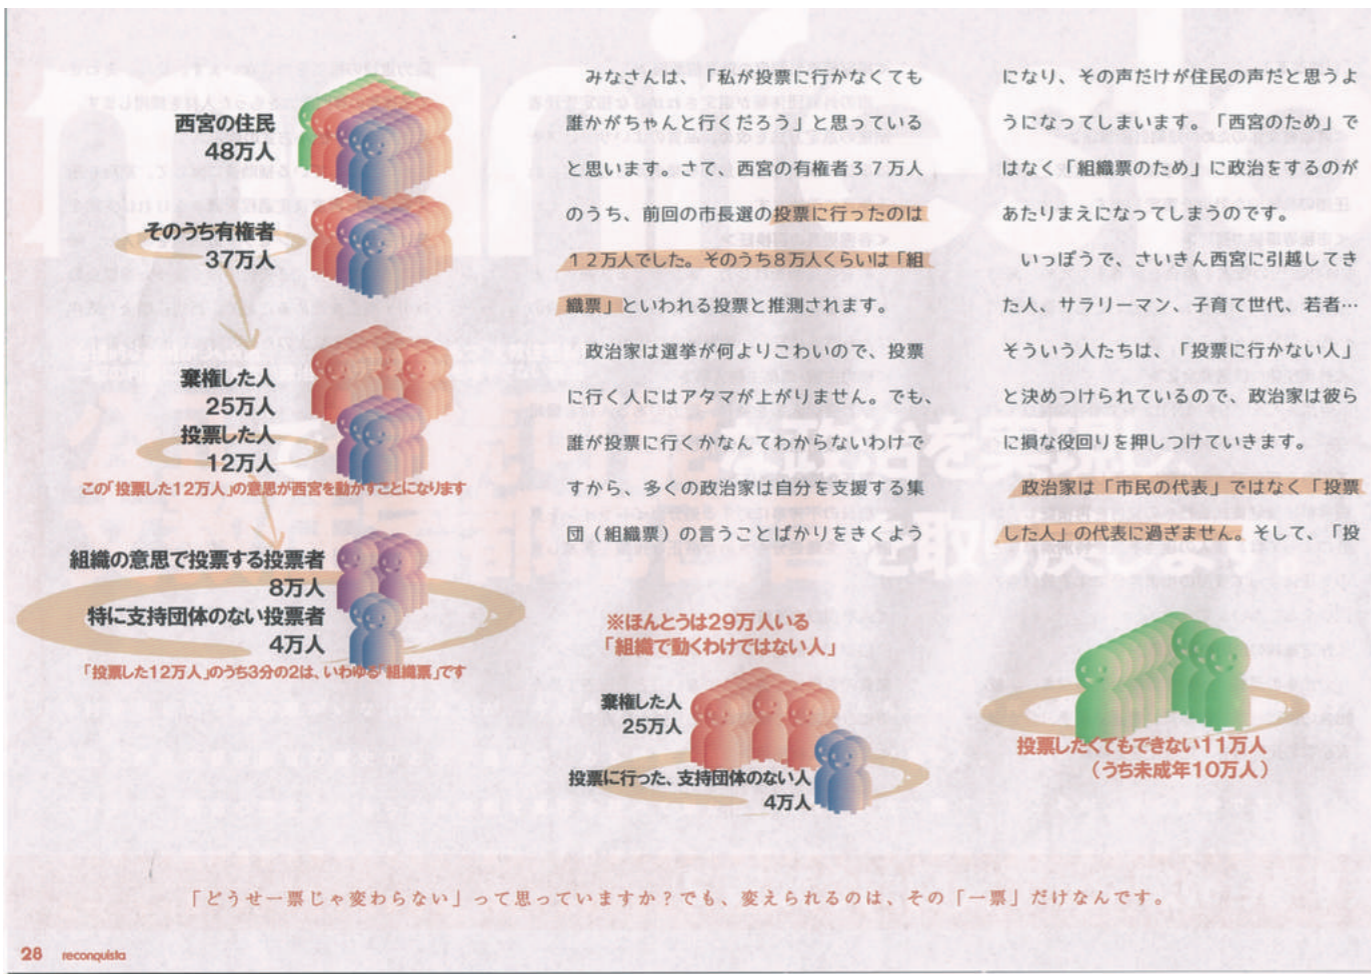 西宮の住民
48万人
そのうち有権者
37万人
棄権した人
25万人
投票した人
12万人
この「投票した12万人」の意思が西宮を動かすことになります
組織の意思で投票する投票者
8万人
特に支持団体のない投票者
4万人
「投票した12万人」のうち3分の2は、いわゆる「組織票」です
みなさんは、「私が投票に行かなくても
誰かがちゃんと行くだろう」と思っている
と思います。さて、西宮の有権者３７万人
のうち、前回の市長選の投票に行ったのは
１２万人でした。そのうち８万人くらいは「組
織票」といわれる投票と推測されます。
政治家は選挙が何よりこわいので、投票
に行く人にはアタマが上がりません。でも、
誰が投票に行くかなんてわからないわけで
すから、多くの政治家は自分を支援する集
団（組織票）の言うことばかりをきくよう
になり、その声だけが住民の声だと思うよ
うになってしまいます。「西宮のため」で
はなく「組織票のため」に政治をするのが
あたりまえになってしまうのです。
いっぽうで、さいきん西宮に引越してき
た人、サラリーマン、子育て世代、若者…
そういう人たちは、「投票に行かない人」
と決めつけられているので、政治家は彼ら
に損な役回りを押しつけていきます。
政治家は「市民の代表」ではなく「投票
した人」の代表に過ぎません。そして、「投
※ほんとうは29万人いる
「組織で動くわけではない人」
棄権した人
25万人
投票に行った、支持団体のない人
4万人
投票したくてもできない11万人
（うち未成年10万人）
「どうせ一票じゃ変わらない」って思っていますか？でも、変えられるのは、その「一票」だけなんです。
28 reconquista